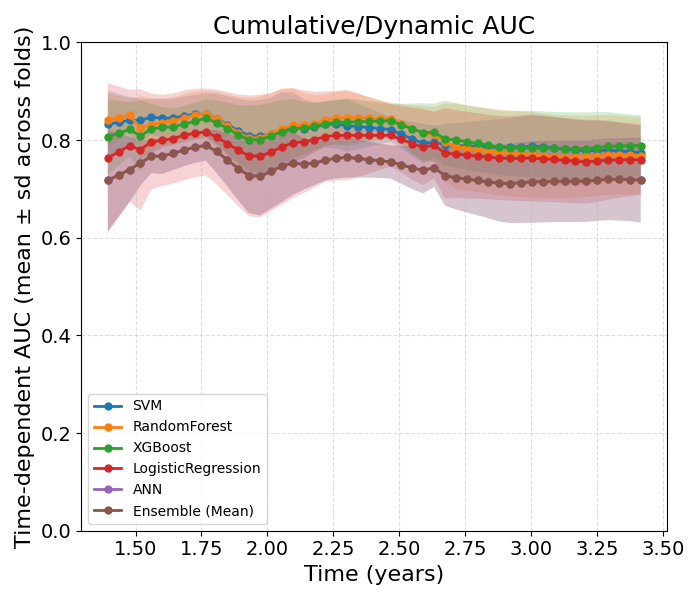 Cumulative/Dynamic AUC
Time-dependent AUC (mean ± sd across folds)
1.0
0.8
0.6
0.4
0.2
0.0
SVM
RandomForest
XGBoost
LogisticRegression
ANN
Ensemble (Mean)
1.50 1.75 2.00 2.25 2.50 2.75 3.00 3.25 3.50
Time (years)